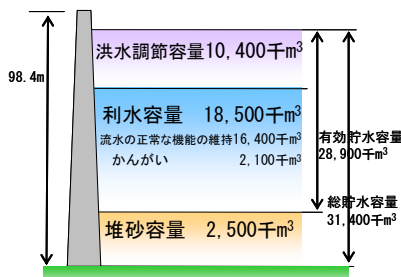 洪水調節容量10,400千m³
98.4m
利水容量 18,500千m³
流水の正常な機能の維持16,400千m³
かんがい 2,100千m³
有効貯水容量
28,900千m³
総貯水容量
31,400千m³
堆砂容量 2,500千m³